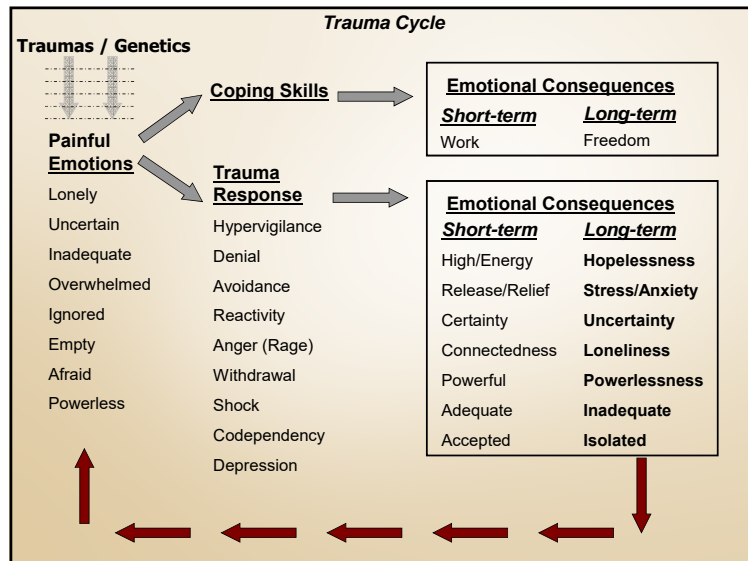 Trauma Cycle
Traumas / Genetics
Painful
Emotions
Lonely
Uncertain
Inadequate
Overwhelmed
Ignored
Empty
Afraid
Powerless
Coping Skills
Trauma
Response
Hypervigilance
Denial
Avoidance
Reactivity
Anger (Rage)
Withdrawal
Shock
Codependency
Depression
Emotional Consequences
Short-term Long-term
Work Freedom
Emotional Consequences
Short-term Long-term
High/Energy Hopelessness
Release/Relief Stress/Anxiety
Certainty Uncertainty
Connectedness Loneliness
Powerful Powerlessness
Adequate Inadequate
Accepted Isolated